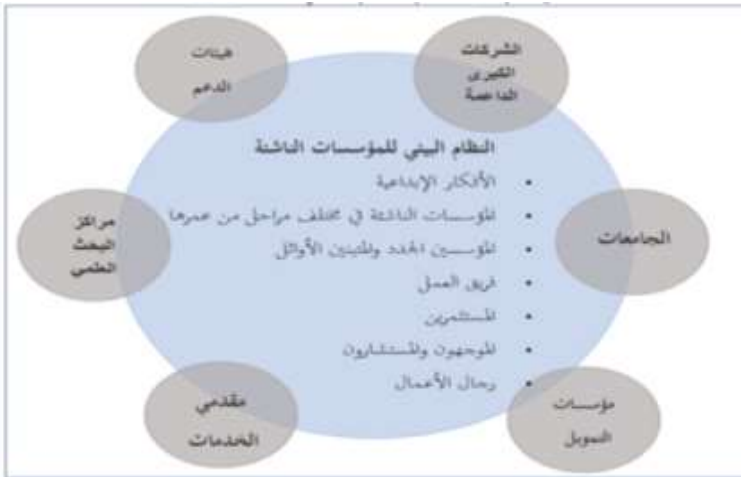 الشركات
الكبرى
الداعمة
هيئات
الدعم
النظام البيئي للمؤسسات الناشئة
• الأفكار الإبداعية
• المؤسسات الناشئة في مختلف مراحل من عمرها
• المؤسسين الجدد والمتبنين الأوائل
• فريق العمل
• المستثمرين
• الموجهون والمستشارون
• رجال الأعمال
الجامعات
مراكز
البحث
العلمي
مؤسسات
التمويل
مقدمي
الخدمات